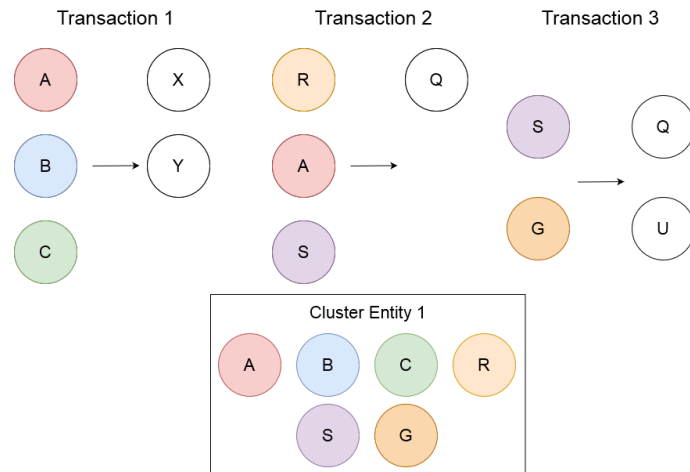 Transaction 1
Transaction 2
Transaction 3
A
X
B
Y
C
R
Q
A
S
S
Q
G
U
Cluster Entity 1
A
B
C
R
S
G